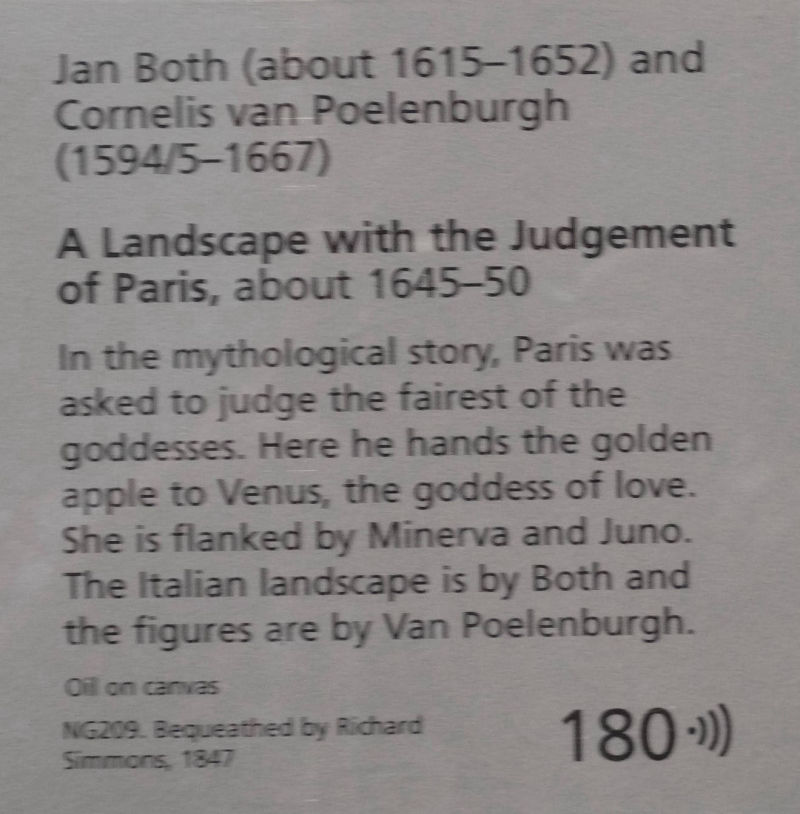 Jan Both (about 1615–1652) and
Cornelis van Poelenburgh
(1594/5–1667)
A Landscape with the Judgement
of Paris, about 1645–50
In the mythological story, Paris was
asked to judge the fairest of the
goddesses. Here he hands the golden
apple to Venus, the goddess of love.
She is flanked by Minerva and Juno.
The Italian landscape is by Both and
the figures are by Van Poelenburgh.
Oil on canvas
NG209. Bequeathed by Richard
Simmons, 1847
180